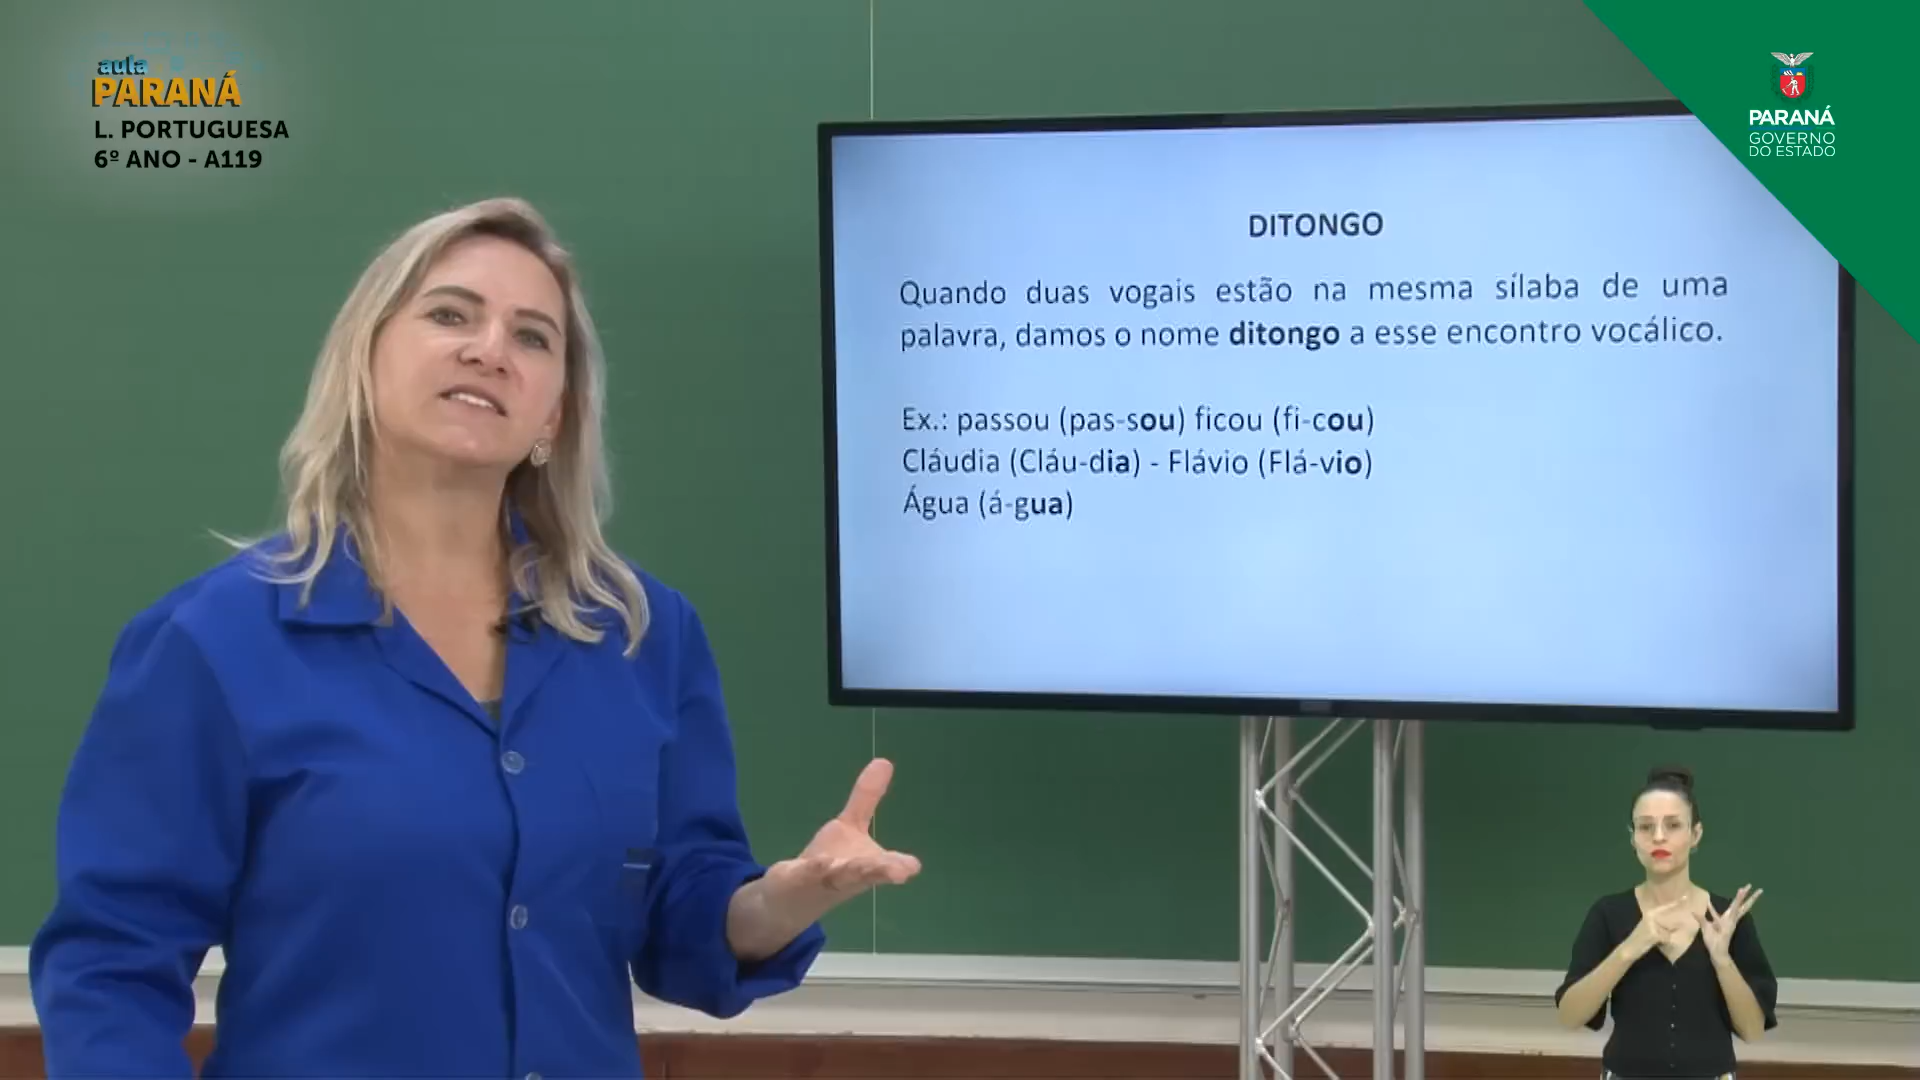 aula
PARANÁ
L. PORTUGUESA
6º ANO - A119
PARANÁ
GOVERNO
DO ESTADO
DITONGO
Quando duas vogais estão na mesma sílaba de uma
palavra, damos o nome ditongo a esse encontro vocálico.
Ex.: passou (pas-sou) ficou (fi-cou)
Cláudia (Cláu-dia) - Flávio (Flá-vio)
Água (á-gua)